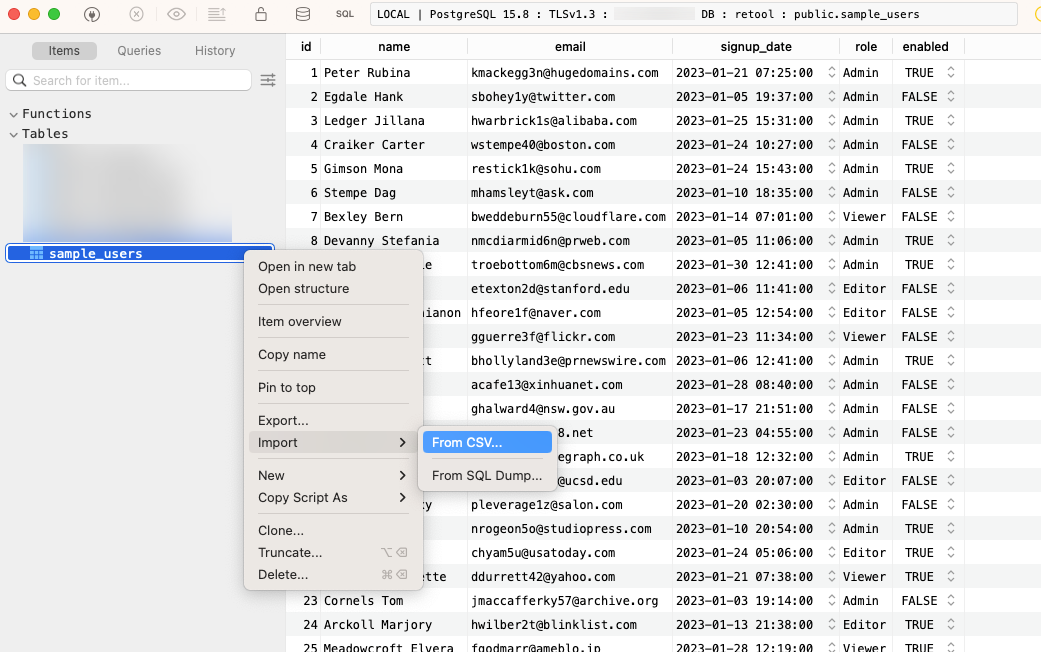 SQL
LOCAL | PostgreSQL 15.8 : TLSv1.3 : DB : retool : public.sample_users
Items Queries History
Search for item...
Functions
Tables
sample_users
id name email signup_date role enabled
1 Peter Rubina kmackegg3n@hugedomains.com 2023-01-21 07:25:00 Admin TRUE
2 Egdale Hank sbohey1y@twitter.com 2023-01-05 19:37:00 Admin FALSE
3 Ledger Jillana hwarbrick1s@alibaba.com 2023-01-25 15:31:00 Admin TRUE
4 Craiker Carter wstempe40@boston.com 2023-01-24 10:27:00 Admin FALSE
5 Gimson Mona restick1k@sohu.com 2023-01-24 15:43:00 Admin TRUE
6 Stempe Dag mhamsleyt@ask.com 2023-01-10 18:35:00 Admin FALSE
7 Bexley Bern bweddeburn55@cloudflare.com 2023-01-14 07:01:00 Viewer FALSE
8 Devanny Stefania nmcdiarmid6n@prweb.com 2023-01-05 11:06:00 Admin TRUE
troebottom6m@cbsnews.com 2023-01-30 12:41:00 Admin TRUE
etexton2d@stanford.edu 2023-01-06 11:41:00 Editor FALSE
ianon hfeore1f@naver.com 2023-01-05 12:54:00 Editor FALSE
gguerre3f@flickr.com 2023-01-23 11:34:00 Viewer FALSE
bhollyland3e@prnewswire.com 2023-01-06 12:41:00 Admin TRUE
acafe13@xinhuanet.com 2023-01-28 08:40:00 Admin FALSE
ghalward4@nsw.gov.au 2023-01-17 21:51:00 Admin FALSE
8.net 2023-01-23 04:55:00 Admin FALSE
egraph.co.uk 2023-01-18 12:32:00 Admin TRUE
@ucsd.edu 2023-01-03 20:07:00 Editor FALSE
y pleverage1z@salon.com 2023-01-20 02:30:00 Admin FALSE
nrogeon5o@studiopress.com 2023-01-10 20:54:00 Admin TRUE
chyam5u@usatoday.com 2023-01-24 05:06:00 Editor TRUE
tte ddurrett42@yahoo.com 2023-01-21 07:38:00 Viewer TRUE
23 Cornels Tom jmaccafferky57@archive.org 2023-01-03 19:14:00 Admin FALSE
24 Arckoll Marjory hwilber2t@blinklist.com 2023-01-13 21:38:00 Editor TRUE
25 Meadowcroft Elvera fgodmarr@ameblo.jp 2023-01-28 12:19:00 Viewer TRUE
Open in new tab
Open structure
Item overview
Copy name
Pin to top
Export...
Import
New
Copy Script As
Clone...
Truncate... ⌥⌫
Delete... ⌘⌫
From CSV...
From SQL Dump...